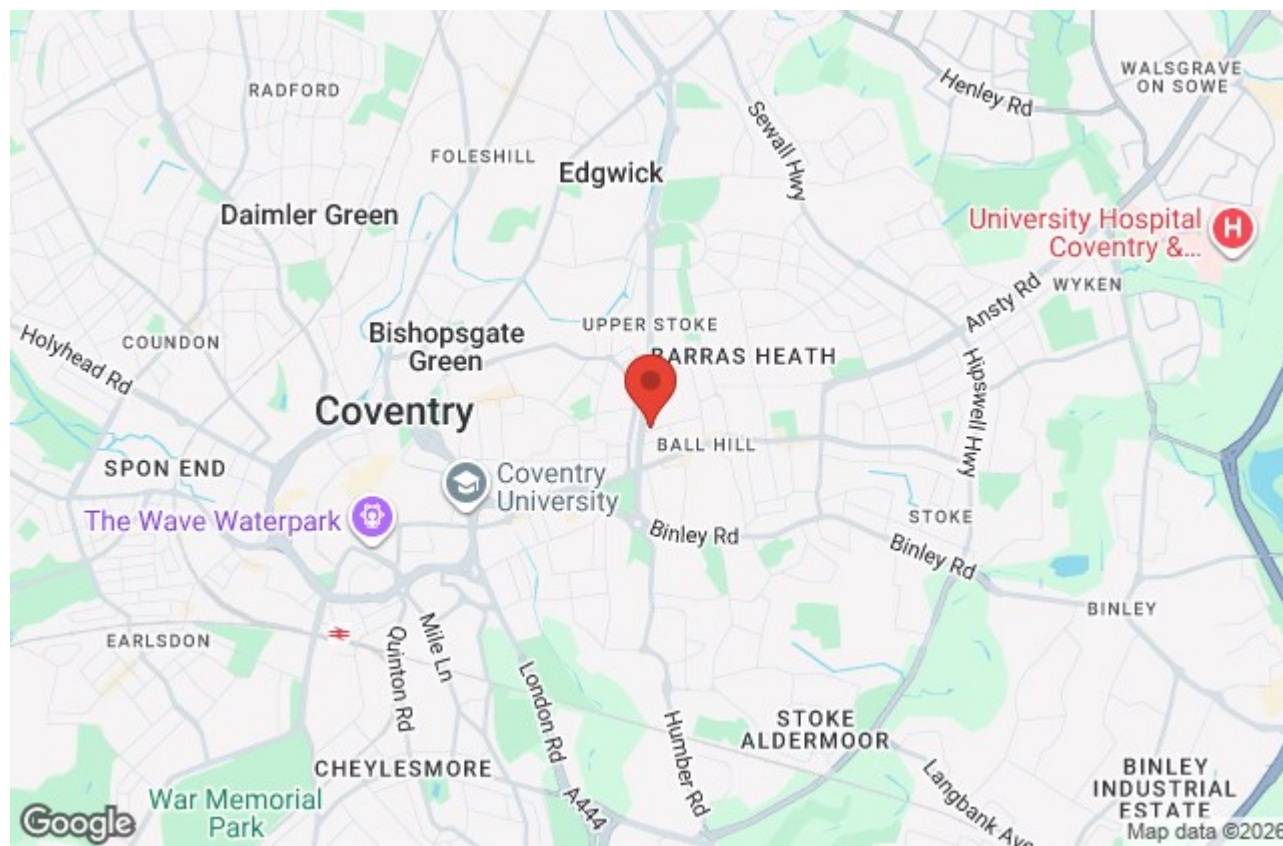 RADFORD
FOLESHILL
Edgwick
Sewall Hwy
Henley Rd
WALSGRAVE
ON SOWE
Daimler Green
University Hospital
Coventry &...
H
WYKEN
Ansty Rd
Holyhead Rd
COUNDON
Bishopsgate
Green
UPPER STOKE
BARRAS HEATH
Hipswell Hwy
Coventry
BALL HILL
SPON END
Coventry
University
The Wave Waterpark
Binley Rd
STOKE
Binley Rd
BINLEY
EARLSDON
Quinton Rd
Mile Ln
London Rd
Humber Rd
STOKE
ALDERMOOR
CHEYLESMORE
A444
Langbank Ave
BINLEY
INDUSTRIAL
ESTATE
War Memorial
Park
Google
Map data ©2026